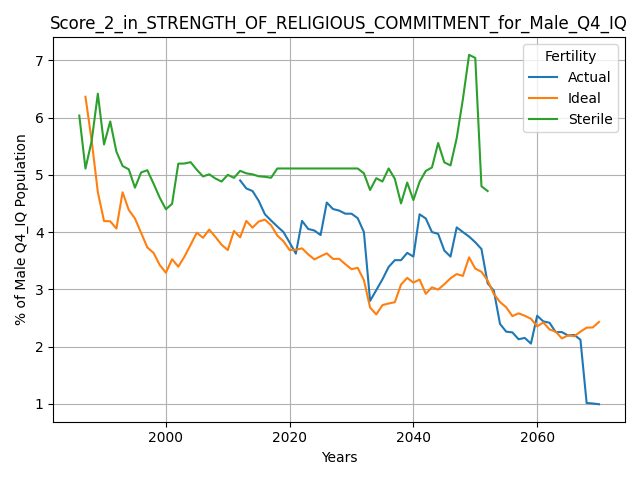 Score_2_in_STRENGTH_OF_RELIGIOUS_COMMITMENT_for_Male_Q4_IQ
Fertility
Actual
Ideal
Sterile
% of Male Q4_IQ Population
7
6
5
4
3
2
1
2000 2020 2040 2060
Years